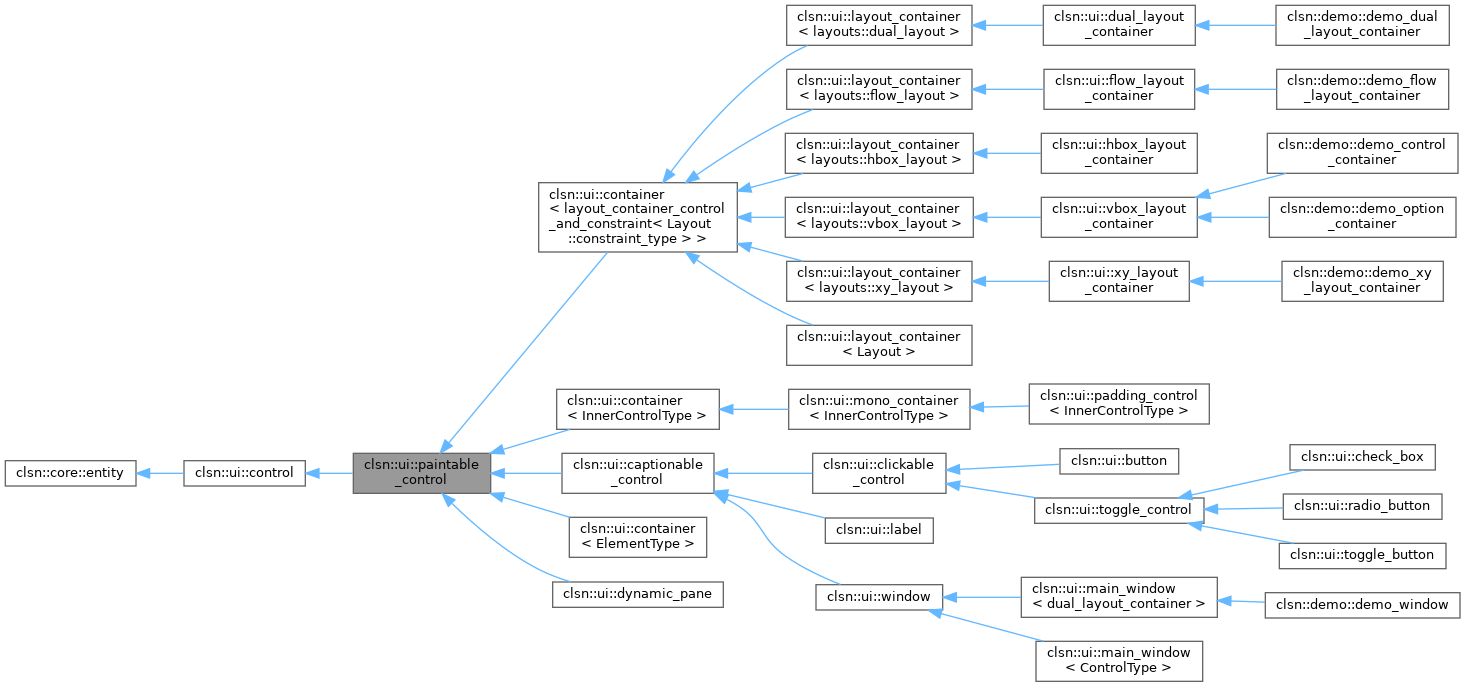 clsn::ui::layout_container
< layouts::dual_layout >
clsn::ui::dual_layout
_container
clsn::demo::demo_dual
_layout_container
clsn::ui::layout_container
< layouts::flow_layout >
clsn::ui::flow_layout
_container
clsn::demo::demo_flow
_layout_container
clsn::ui::layout_container
< layouts::hbox_layout >
clsn::ui::hbox_layout
_container
clsn::demo::demo_control
_container
clsn::ui::container
< layout_container_control
_and_constraint< Layout
::constraint_type > >
clsn::ui::layout_container
< layouts::vbox_layout >
clsn::ui::vbox_layout
_container
clsn::demo::demo_option
_container
clsn::ui::layout_container
< layouts::xy_layout >
clsn::ui::xy_layout
_container
clsn::demo::demo_xy
_layout_container
clsn::ui::layout_container
< Layout >
clsn::ui::container
< InnerControlType >
clsn::ui::mono_container
< InnerControlType >
clsn::ui::padding_control
< InnerControlType >
clsn::core::entity
clsn::ui::control
clsn::ui::paintable
_control
clsn::ui::captionable
_control
clsn::ui::clickable
_control
clsn::ui::button
clsn::ui::check_box
clsn::ui::toggle_control
clsn::ui::radio_button
clsn::ui::toggle_button
clsn::ui::container
< ElementType >
clsn::ui::label
clsn::ui::dynamic_pane
clsn::ui::window
clsn::ui::main_window
< dual_layout_container >
clsn::demo::demo_window
clsn::ui::main_window
< ControlType >